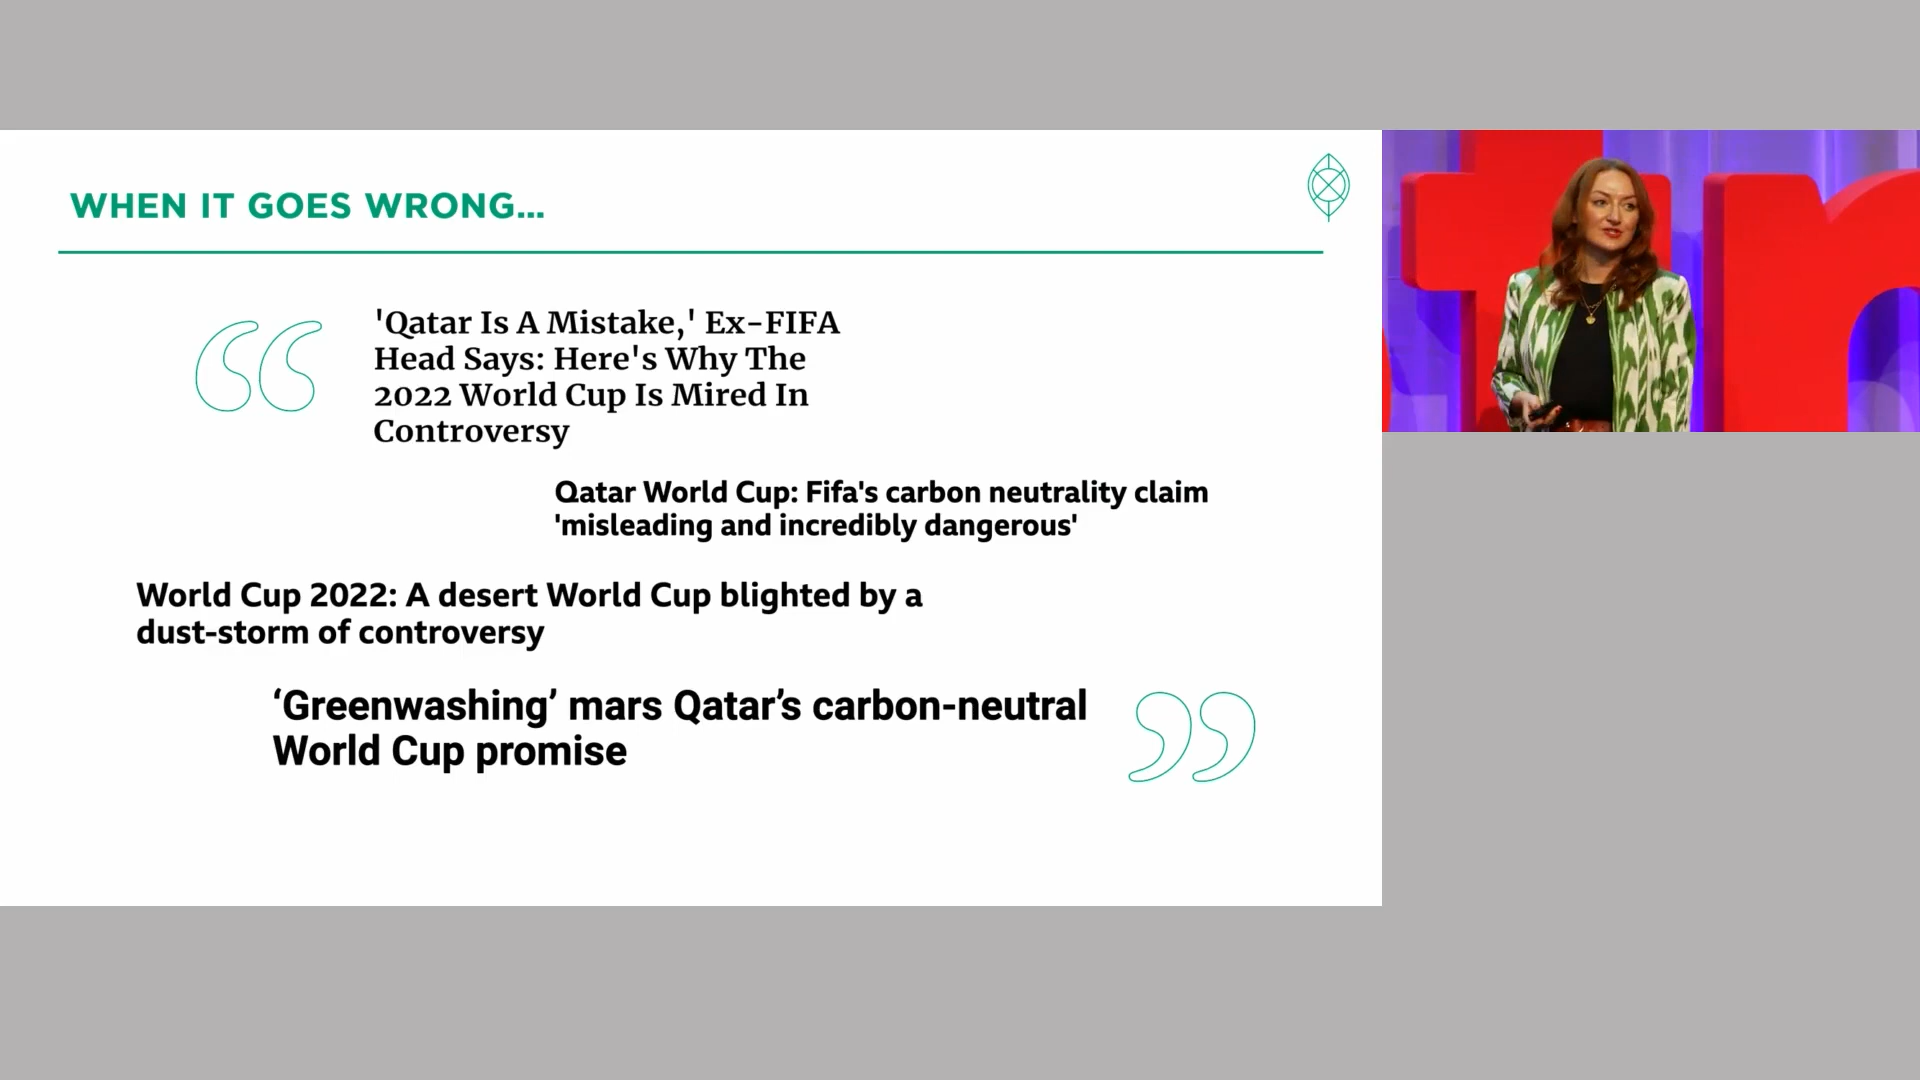 WHEN IT GOES WRONG...
'Qatar Is A Mistake,' Ex-FIFA
Head Says: Here's Why The
2022 World Cup Is Mired In
Controversy
Qatar World Cup: Fifa's carbon neutrality claim
'misleading and incredibly dangerous'
World Cup 2022: A desert World Cup blighted by a
dust-storm of controversy
‘Greenwashing’ mars Qatar’s carbon-neutral
World Cup promise